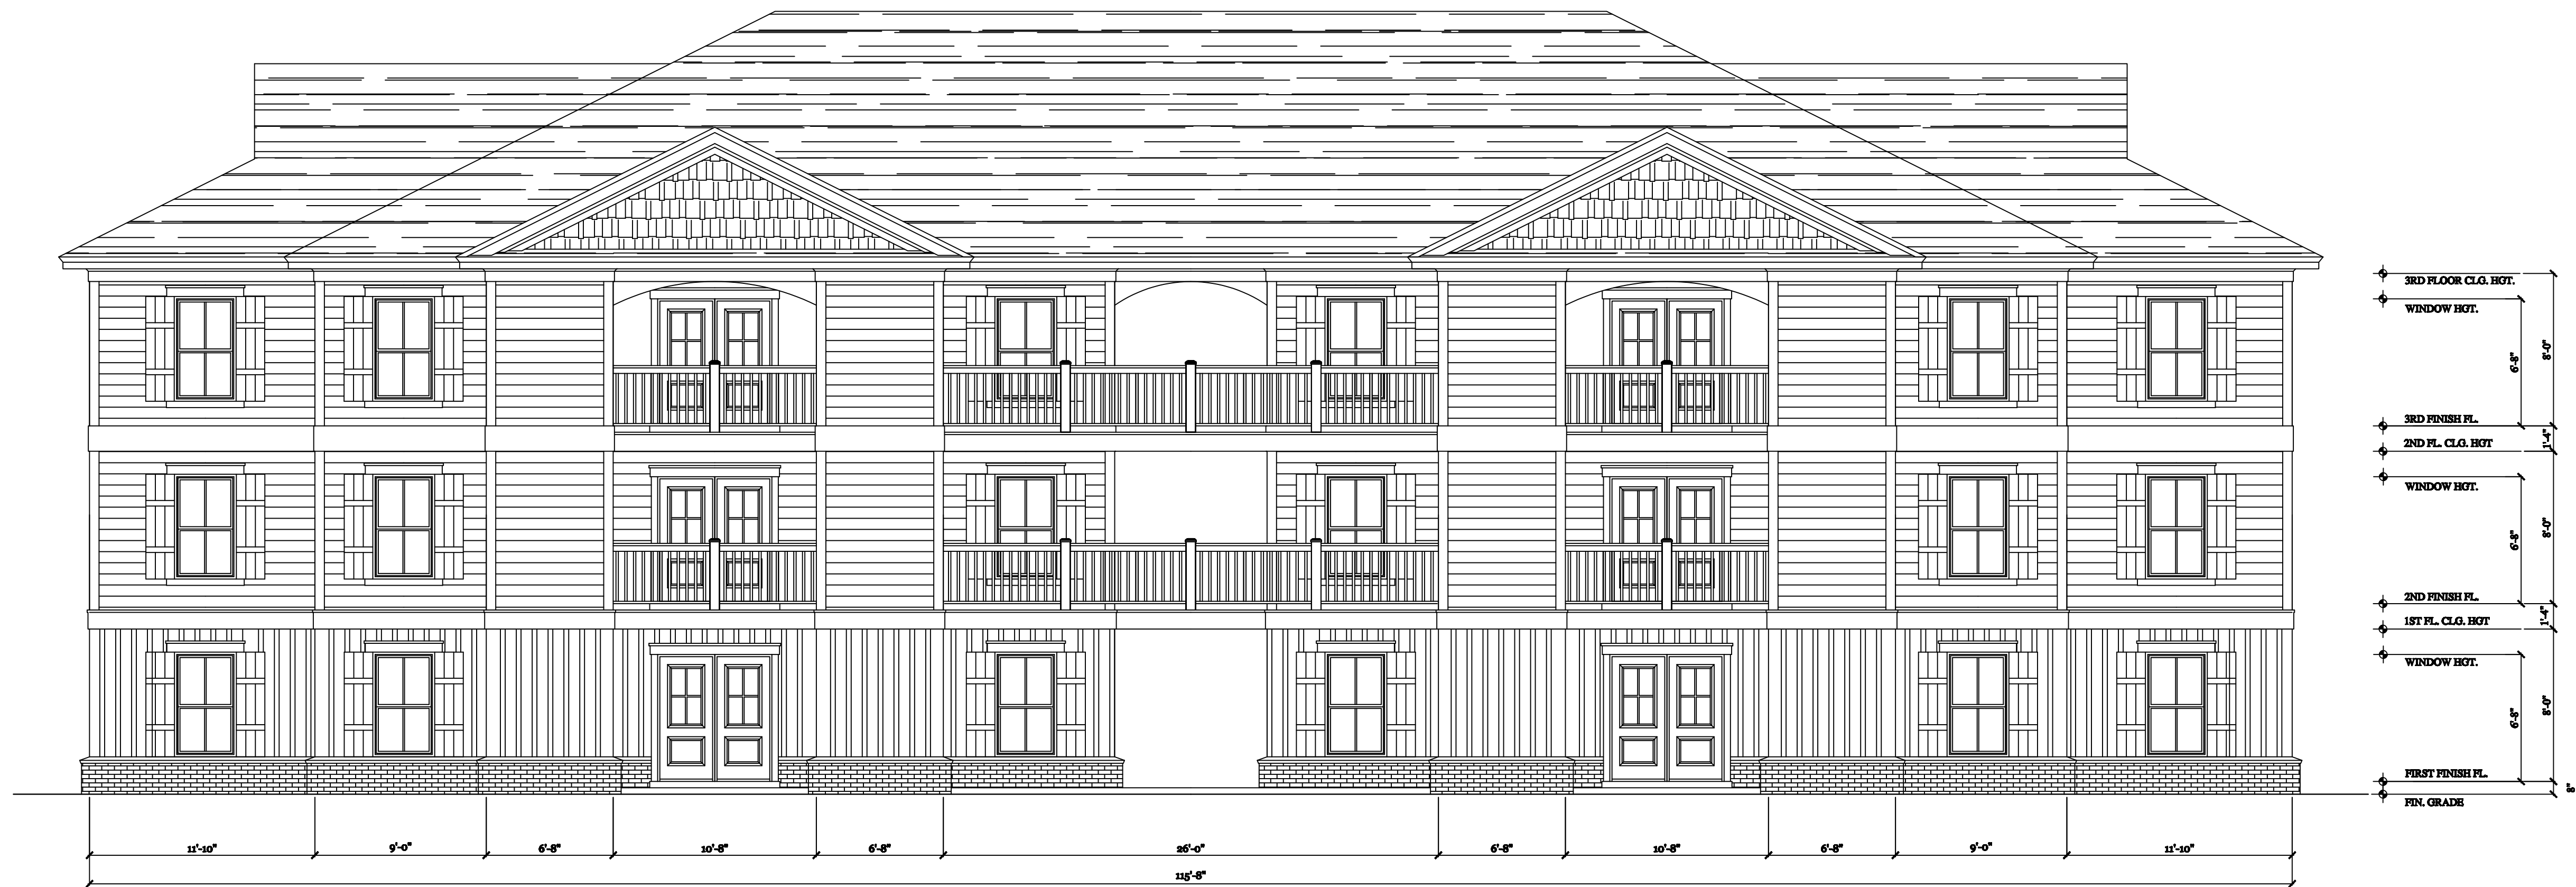 3RD FLOOR CLG. HGT.
WINDOW HGT.
6'-8"
8'-0"
3RD FINISH FL.
2ND FL. CLG. HGT
1'-4"
WINDOW HGT.
6'-8"
8'-0"
2ND FINISH FL.
1ST FL. CLG. HGT
1'-4"
WINDOW HGT.
6'-8"
8'-0"
FIRST FINISH FL.
8"
FIN. GRADE
11'-10" 9'-0" 6'-8" 10'-8" 6'-8" 26'-0" 6'-8" 10'-8" 6'-8" 9'-0" 11'-10"
115'-8"